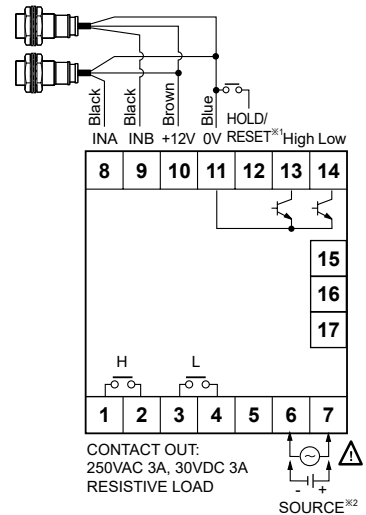 Black
Black
Brown
Blue
HOLD/
INA INB +12V 0V RESET※1 High Low
8 9 10 11 12 13 14
15
16
17
H L
1 2 3 4 5 6 7
CONTACT OUT:
250VAC 3A, 30VDC 3A
RESISTIVE LOAD
- +
SOURCE※2